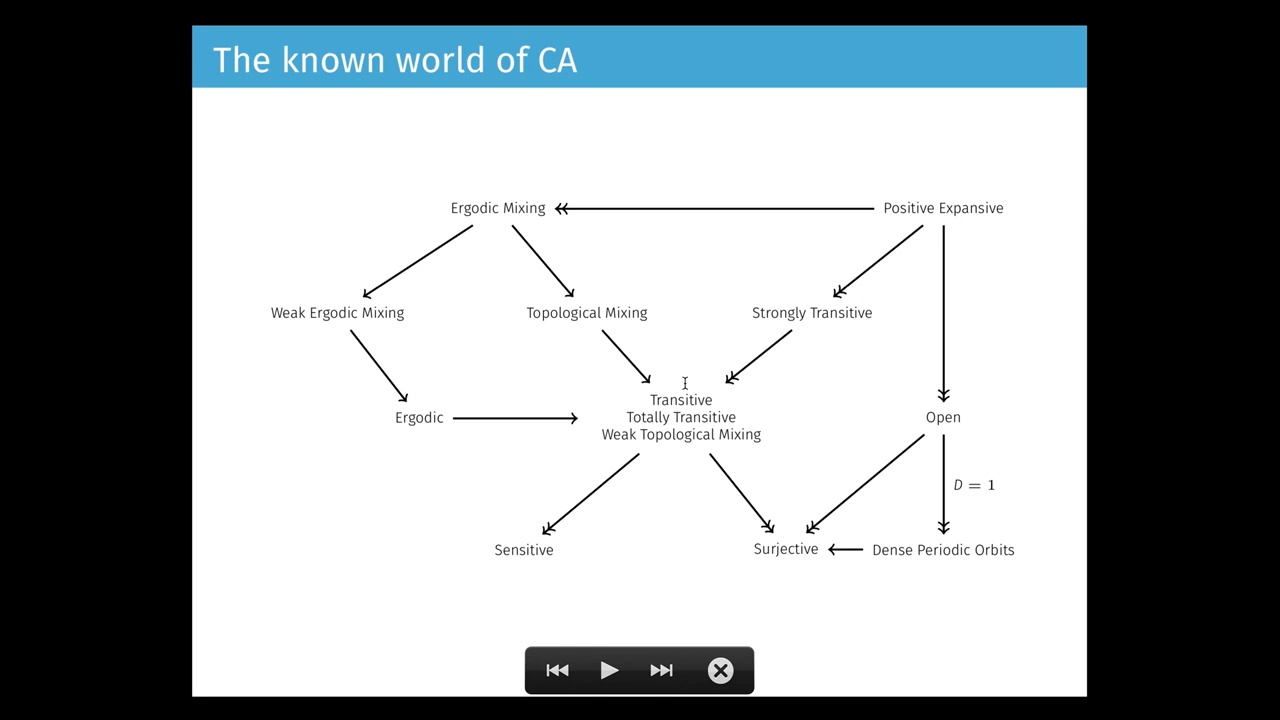 The known world of CA
Ergodic Mixing
Positive Expansive
Weak Ergodic Mixing
Topological Mixing
Strongly Transitive
Transitive
Ergodic
Totally Transitive
Open
Weak Topological Mixing
D = 1
Sensitive
Surjective
Dense Periodic Orbits